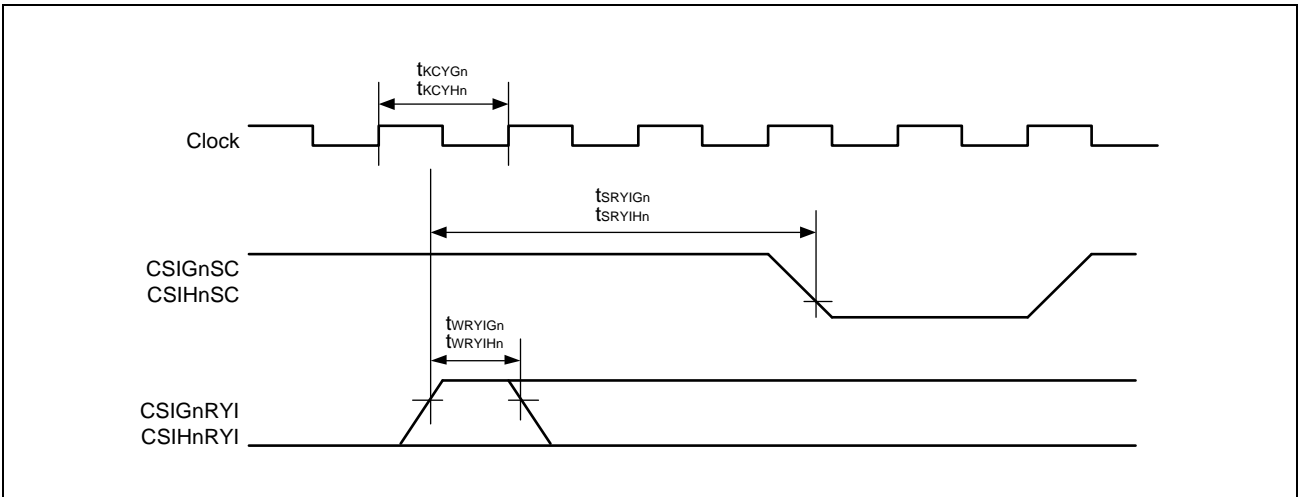 tKCYGn
tKCYHn
Clock
tSRYIGn
tSRYIHn
CSIGnSC
CSIHnSC
tWRYIGn
tWRYIHn
CSIGnRYI
CSIHnRYI